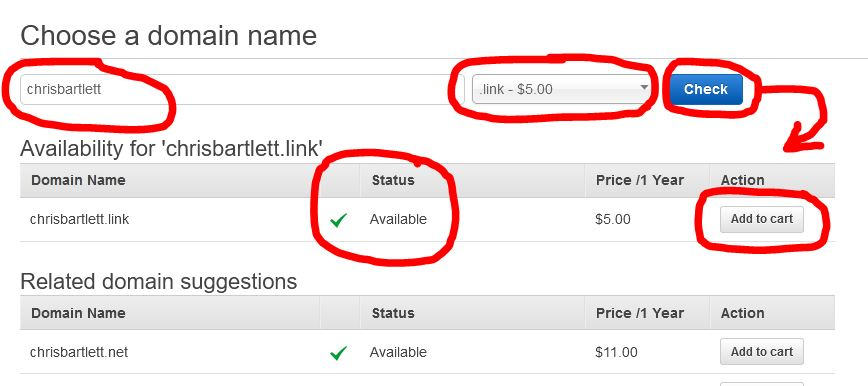 Choose a domain name
chrisbartlett .link - $5.00 Check
Availability for 'chrisbartlett.link'
Domain Name Status Price /1 Year Action
chrisbartlett.link Available $5.00 Add to cart
Related domain suggestions
Domain Name Status Price /1 Year Action
chrisbartlett.net Available $11.00 Add to cart